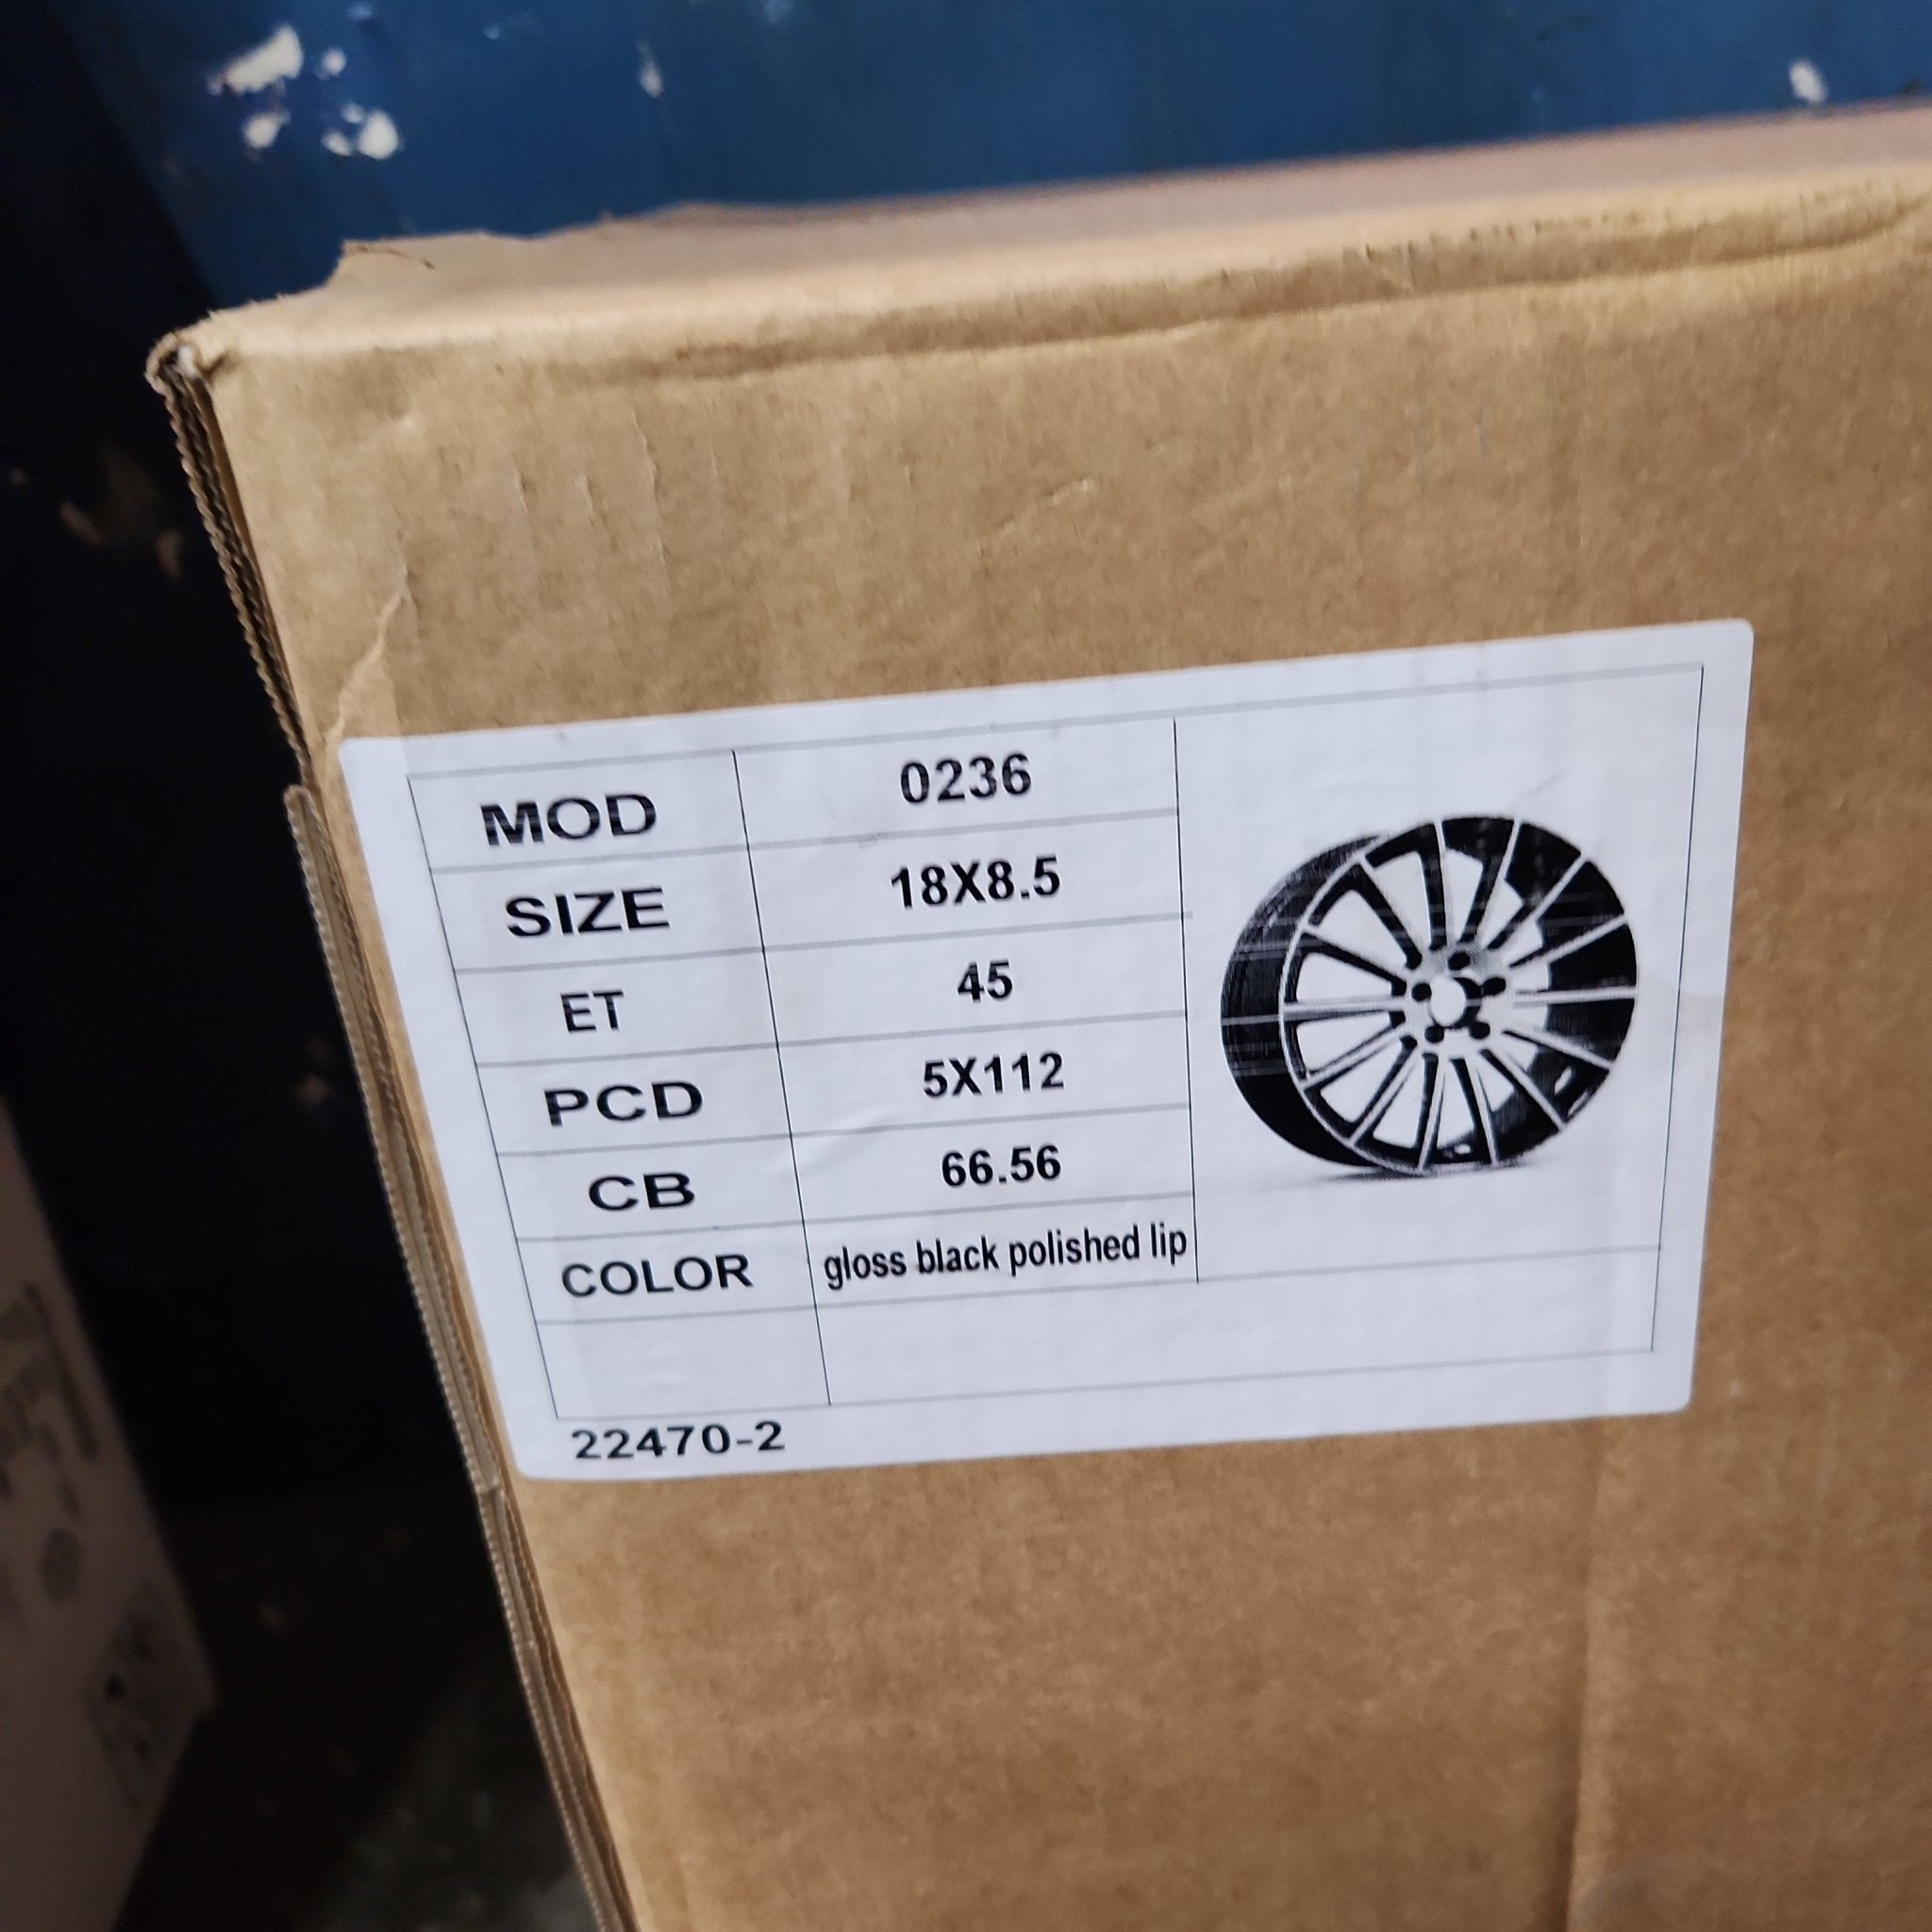 MOD 0236
SIZE 18X8.5
ET 45
PCD 5X112
CB 66.56
COLOR gloss black polished lip
22470-2